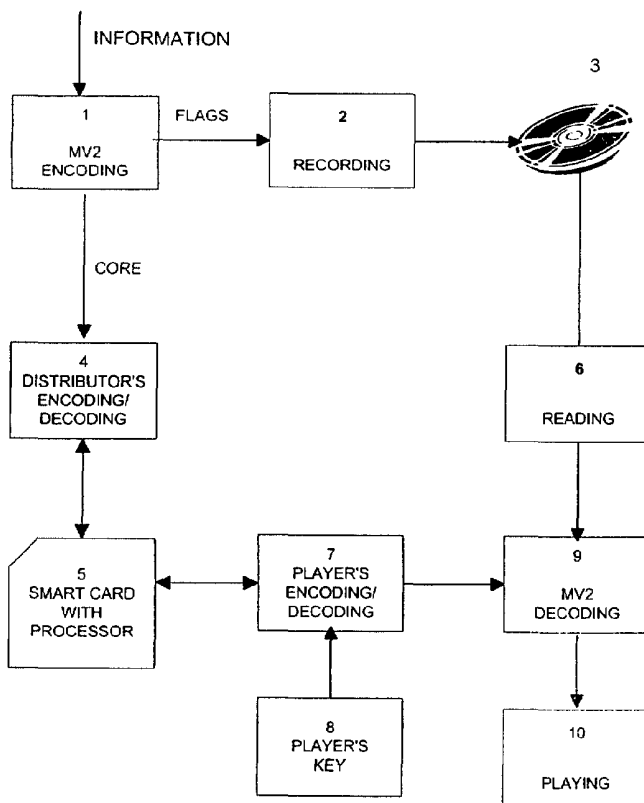 INFORMATION
1
MV2
ENCODING
FLAGS
2
RECORDING
3
CORE
4
DISTRIBUTOR'S
ENCODING/
DECODING
6
READING
5
SMART CARD
WITH
PROCESSOR
7
PLAYER'S
ENCODING/
DECODING
9
MV2
DECODING
8
PLAYER'S
KEY
10
PLAYING